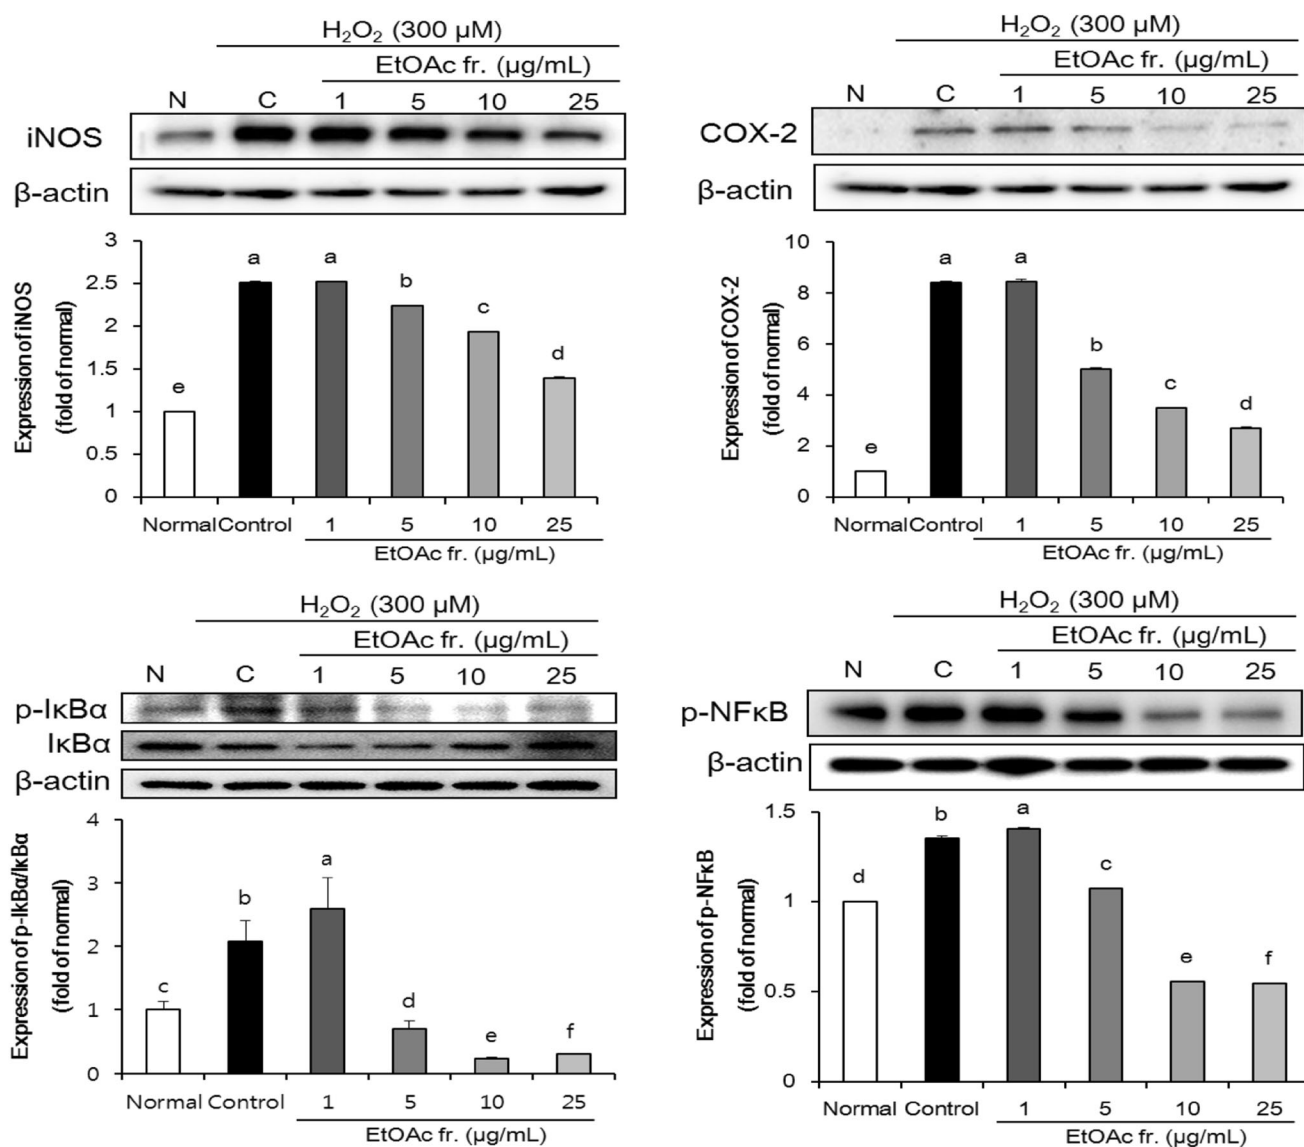 H₂O₂ (300 µM)
EtOAc fr. (µg/mL)
N C 1 5 10 25
iNOS
β-actin
Expression of iNOS
(fold of normal)
3
2.5
2
1.5
1
0.5
0
e a a b c d
Normal Control 1 5 10 25
EtOAc fr. (µg/mL)
H₂O₂ (300 µM)
EtOAc fr. (µg/mL)
N C 1 5 10 25
COX-2
β-actin
Expression of COX-2
(fold of normal)
10
8
6
4
2
0
e a a b c d
Normal Control 1 5 10 25
EtOAc fr. (µg/mL)
H₂O₂ (300 µM)
EtOAc fr. (µg/mL)
N C 1 5 10 25
p-IκBα
IκBα
β-actin
Expression of p-IκBα/IκBα
(fold of normal)
4
3
2
1
0
c b a d e f
Normal Control 1 5 10 25
EtOAc fr. (µg/mL)
H₂O₂ (300 µM)
EtOAc fr. (µg/mL)
N C 1 5 10 25
p-NFκB
β-actin
Expression of p-NFκB
(fold of normal)
1.5
1
0.5
0
d b a c e f
Normal Control 1 5 10 25
EtOAc fr. (µg/mL)